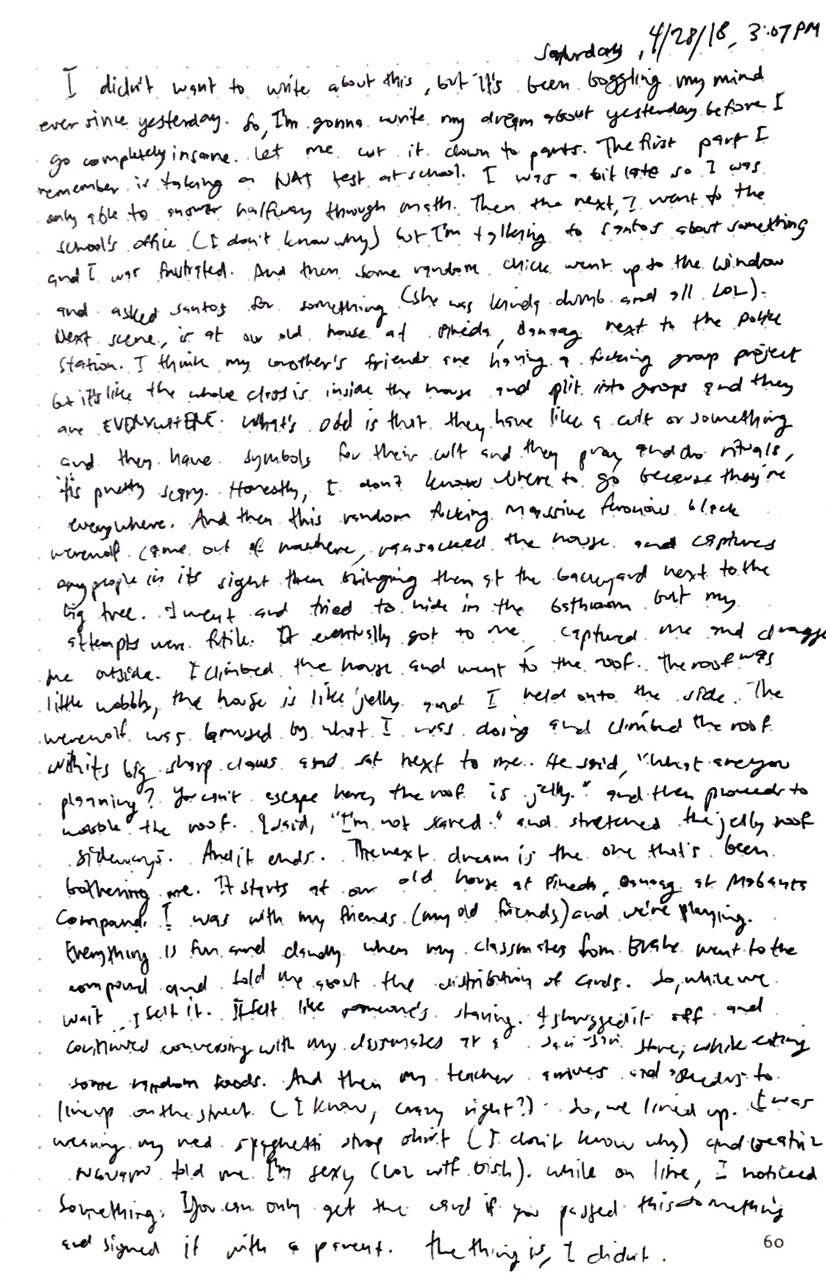 Saturday, 4/28/18, 3:07 PM
I didn't want to write about this, but it's been boggling my mind
ever since yesterday. So, I'm gonna write my dream about yesterday before I
go completely insane. Let me cut it down to parts. The first part I
remember is taking a NAT test at school. I was a bit late so I was
only able to answer halfway through math. Then the next, I went to the
school's office (I don't know why) but I'm talking to Santos about something
and I was frustrated. And then some random chick went up to the window
and asked Santos for something (she was kinda dumb and all LOL).
Next scene, is at our old house at Pineda, next to the police
station. I think my brother's friends are having a fucking group project
but it's like the whole class is inside the house and split into groups and they
are EVERYWHERE. What's odd is that they have like a cult or something
and they have symbols for their cult and they pray and do rituals,
it's pretty scary. Honestly, I don't know where to go because they're
everywhere. And then this random fucking massive ferocious black
werewolf came out of nowhere, ransacked the house and captures
any people in its sight then bringing them at the backyard next to the
big tree. I went and tried to hide in the bathroom but my
attempts were futile. It eventually got to me, captured me and dragge
me outside. I climbed the house and went to the roof. The roof was
little wobbly, the house is like jelly and I held onto the side. The
werewolf was bemused by what I was doing and climbed the roof
with its big sharp claws and sat next to me. He said, "What are you
planning? You can't escape here, the roof is jelly." and then proceeds to
wobble the roof. I said, "I'm not scared." and stretched the jelly roof
sideways. And it ends. The next dream is the one that's been
bothering me. It starts at our old house at Pineda, at
Compound. I was with my friends (my old friends) and we're playing.
Everything is fun and dandy when my classmates from went to the
compound and told me about the distribution of cards. So, while we
wait, I felt it. It felt like someone's staring. I shrugged it off and
continued conversing with my classmates at a sari-sari store, while eating
some random foods. And then my teacher arrives and to
line up on the street (I know, crazy right?). So, we lined up. I was
wearing my red spaghetti strap shirt (I don't know why) and Beatriz
Navarro told me I'm sexy (LOL wtf bish). While on line, I noticed
something. You can only get the card if you passed this something
and signed it with a parent. The thing is, I didn't.
60